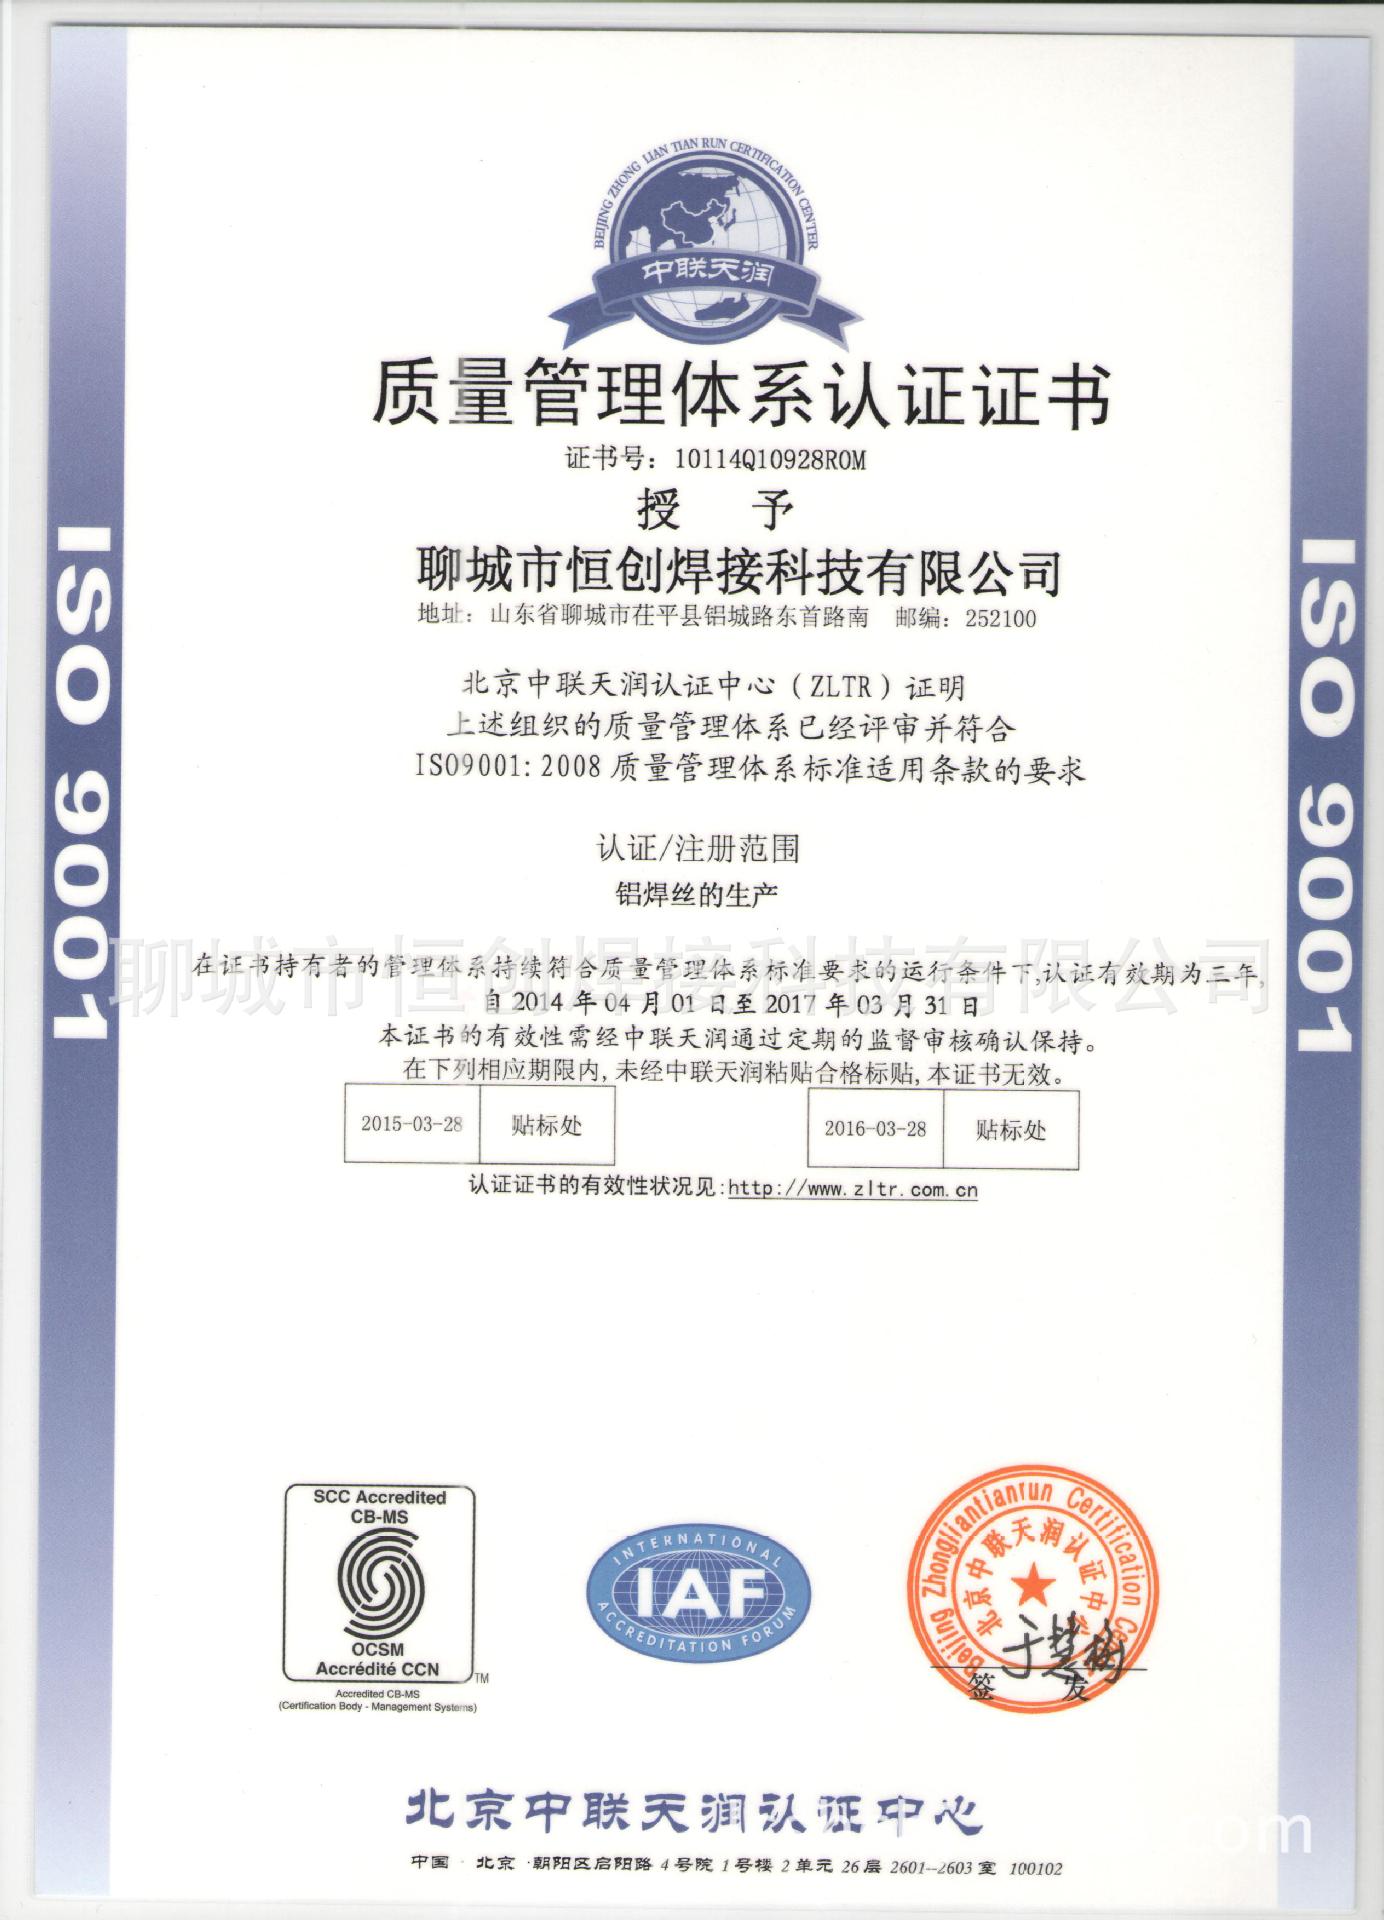 BEIJING ZHONG LIAN TIAN RUN CERTIFICATION CENTER
中联天润
质量管理体系认证证书
证书号：10114Q10928R0M
授 予
聊城市恒创焊接科技有限公司
地址：山东省聊城市茌平县铝城路东首路南 邮编：252100
北京中联天润认证中心（ZLTR）证明
上述组织的质量管理体系已经评审并符合
ISO9001:2008 质量管理体系标准适用条款的要求
认证/注册范围
铝焊丝的生产
聊城市恒创焊接科技有限公司
在证书持有者的管理体系持续符合质量管理体系标准要求的运行条件下,认证有效期为三年,
自 2014 年 04 月 01 日至 2017 年 03 月 31 日
本证书的有效性需经中联天润通过定期的监督审核确认保持。
在下列相应期限内,未经中联天润粘贴合格标贴,本证书无效。
2015-03-28 贴标处 2016-03-28 贴标处
认证证书的有效性状况见:http://www.zltr.com.cn
ISO 9001
ISO 9001
SCC Accredited
CB-MS
OCSM
Accrédité CCN
TM
Accredited CB-MS
(Certification Body - Management Systems)
INTERNATIONAL
IAF
ACCREDITATION FORUM
Beijing Zhongliantianrun Certification
北京中联天润认证中心
于慧梅
签 发
北京中联天润认证中心
中国·北京·朝阳区启阳路 4 号院 1 号楼 2 单元 26 层 2601--2603 室 100102
com